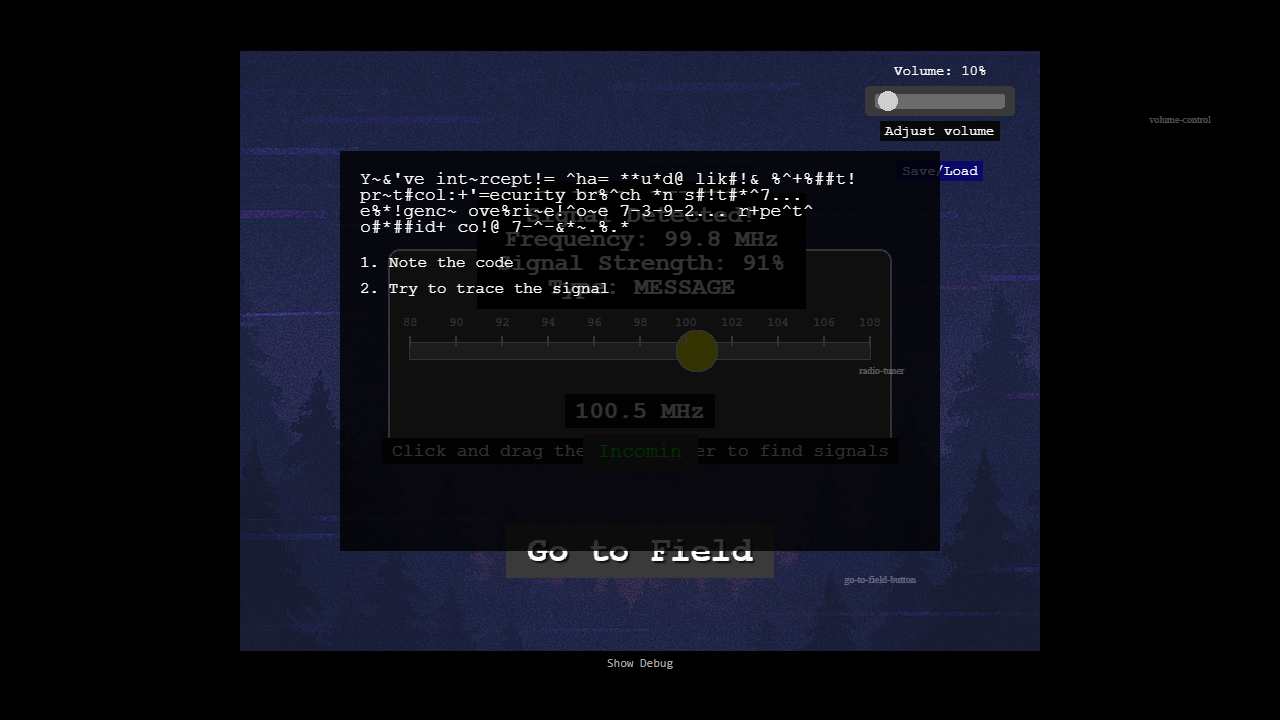 Volume: 10%
Adjust volume
volume-control
Save/Load
Y~&'ve int~rcept!= ^ha= **u*d@ lik#!& %^+%##t!
pr~t#col:+'=ecurity br%^ch *n s#!t#*^7...
e%*!genc~ ove%ri~e!^o~e 7-3-9-2... r+pe^t^
o#*##id+ co!@ 7-^-&*~.%.*
Signal Detected!
Frequency: 99.8 MHz
Signal Strength: 91%
Type: MESSAGE
1. Note the code
2. Try to trace the signal
88 90 92 94 96 98 100 102 104 106 108
radio-tuner
100.5 MHz
Click and drag the er to find signals
Incomin
Go to Field
go-to-field-button
Show Debug